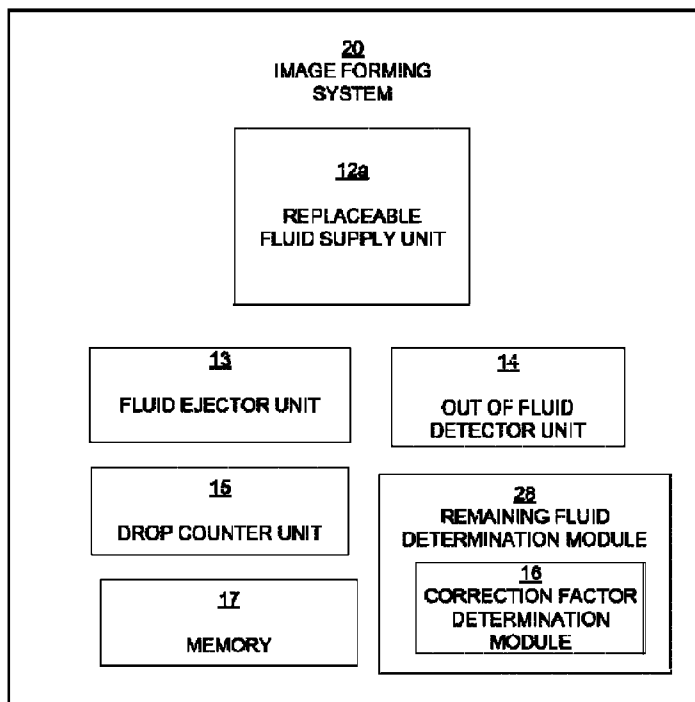 20
IMAGE FORMING
SYSTEM
12a
REPLACEABLE
FLUID SUPPLY UNIT
13
FLUID EJECTOR UNIT
14
OUT OF FLUID
DETECTOR UNIT
15
DROP COUNTER UNIT
28
REMAINING FLUID
DETERMINATION MODULE
16
CORRECTION FACTOR
DETERMINATION
MODULE
17
MEMORY